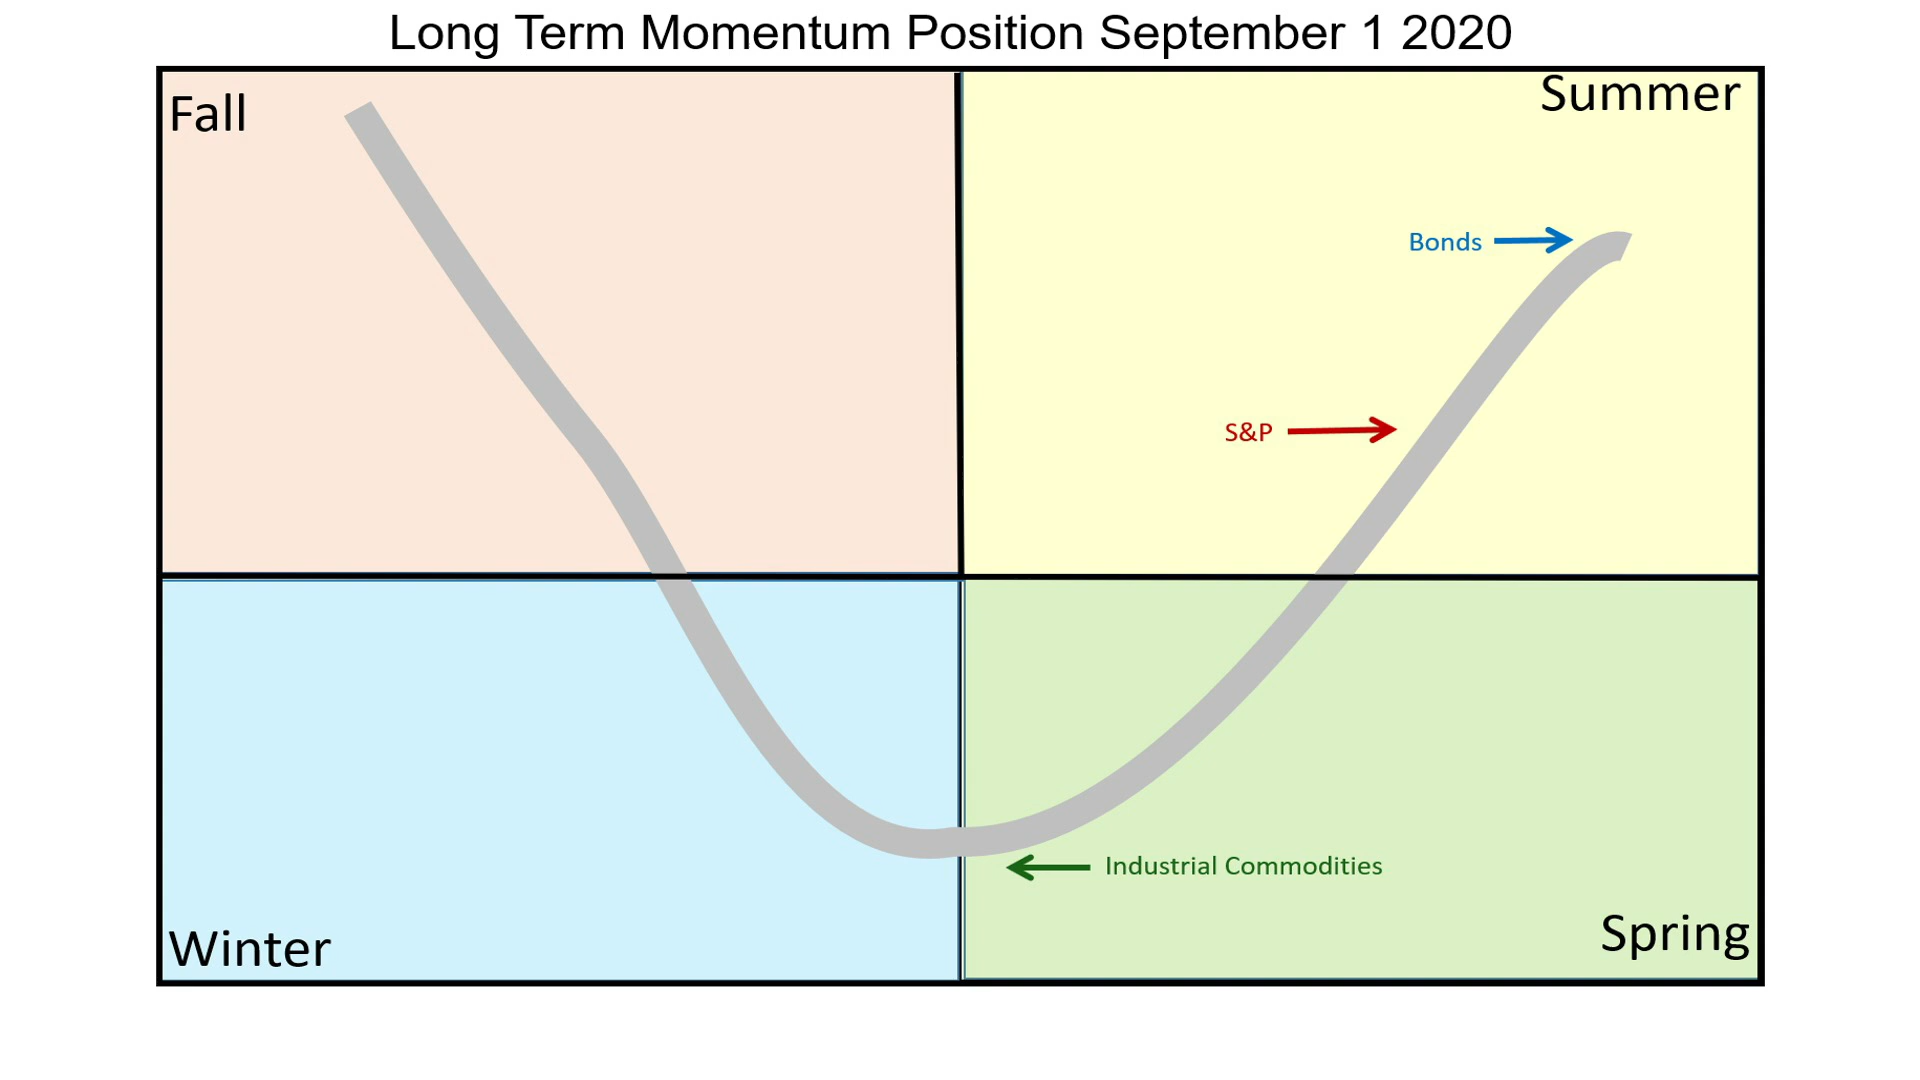 Long Term Momentum Position September 1 2020
Fall
Summer
Bonds
S&P
Industrial Commodities
Winter
Spring